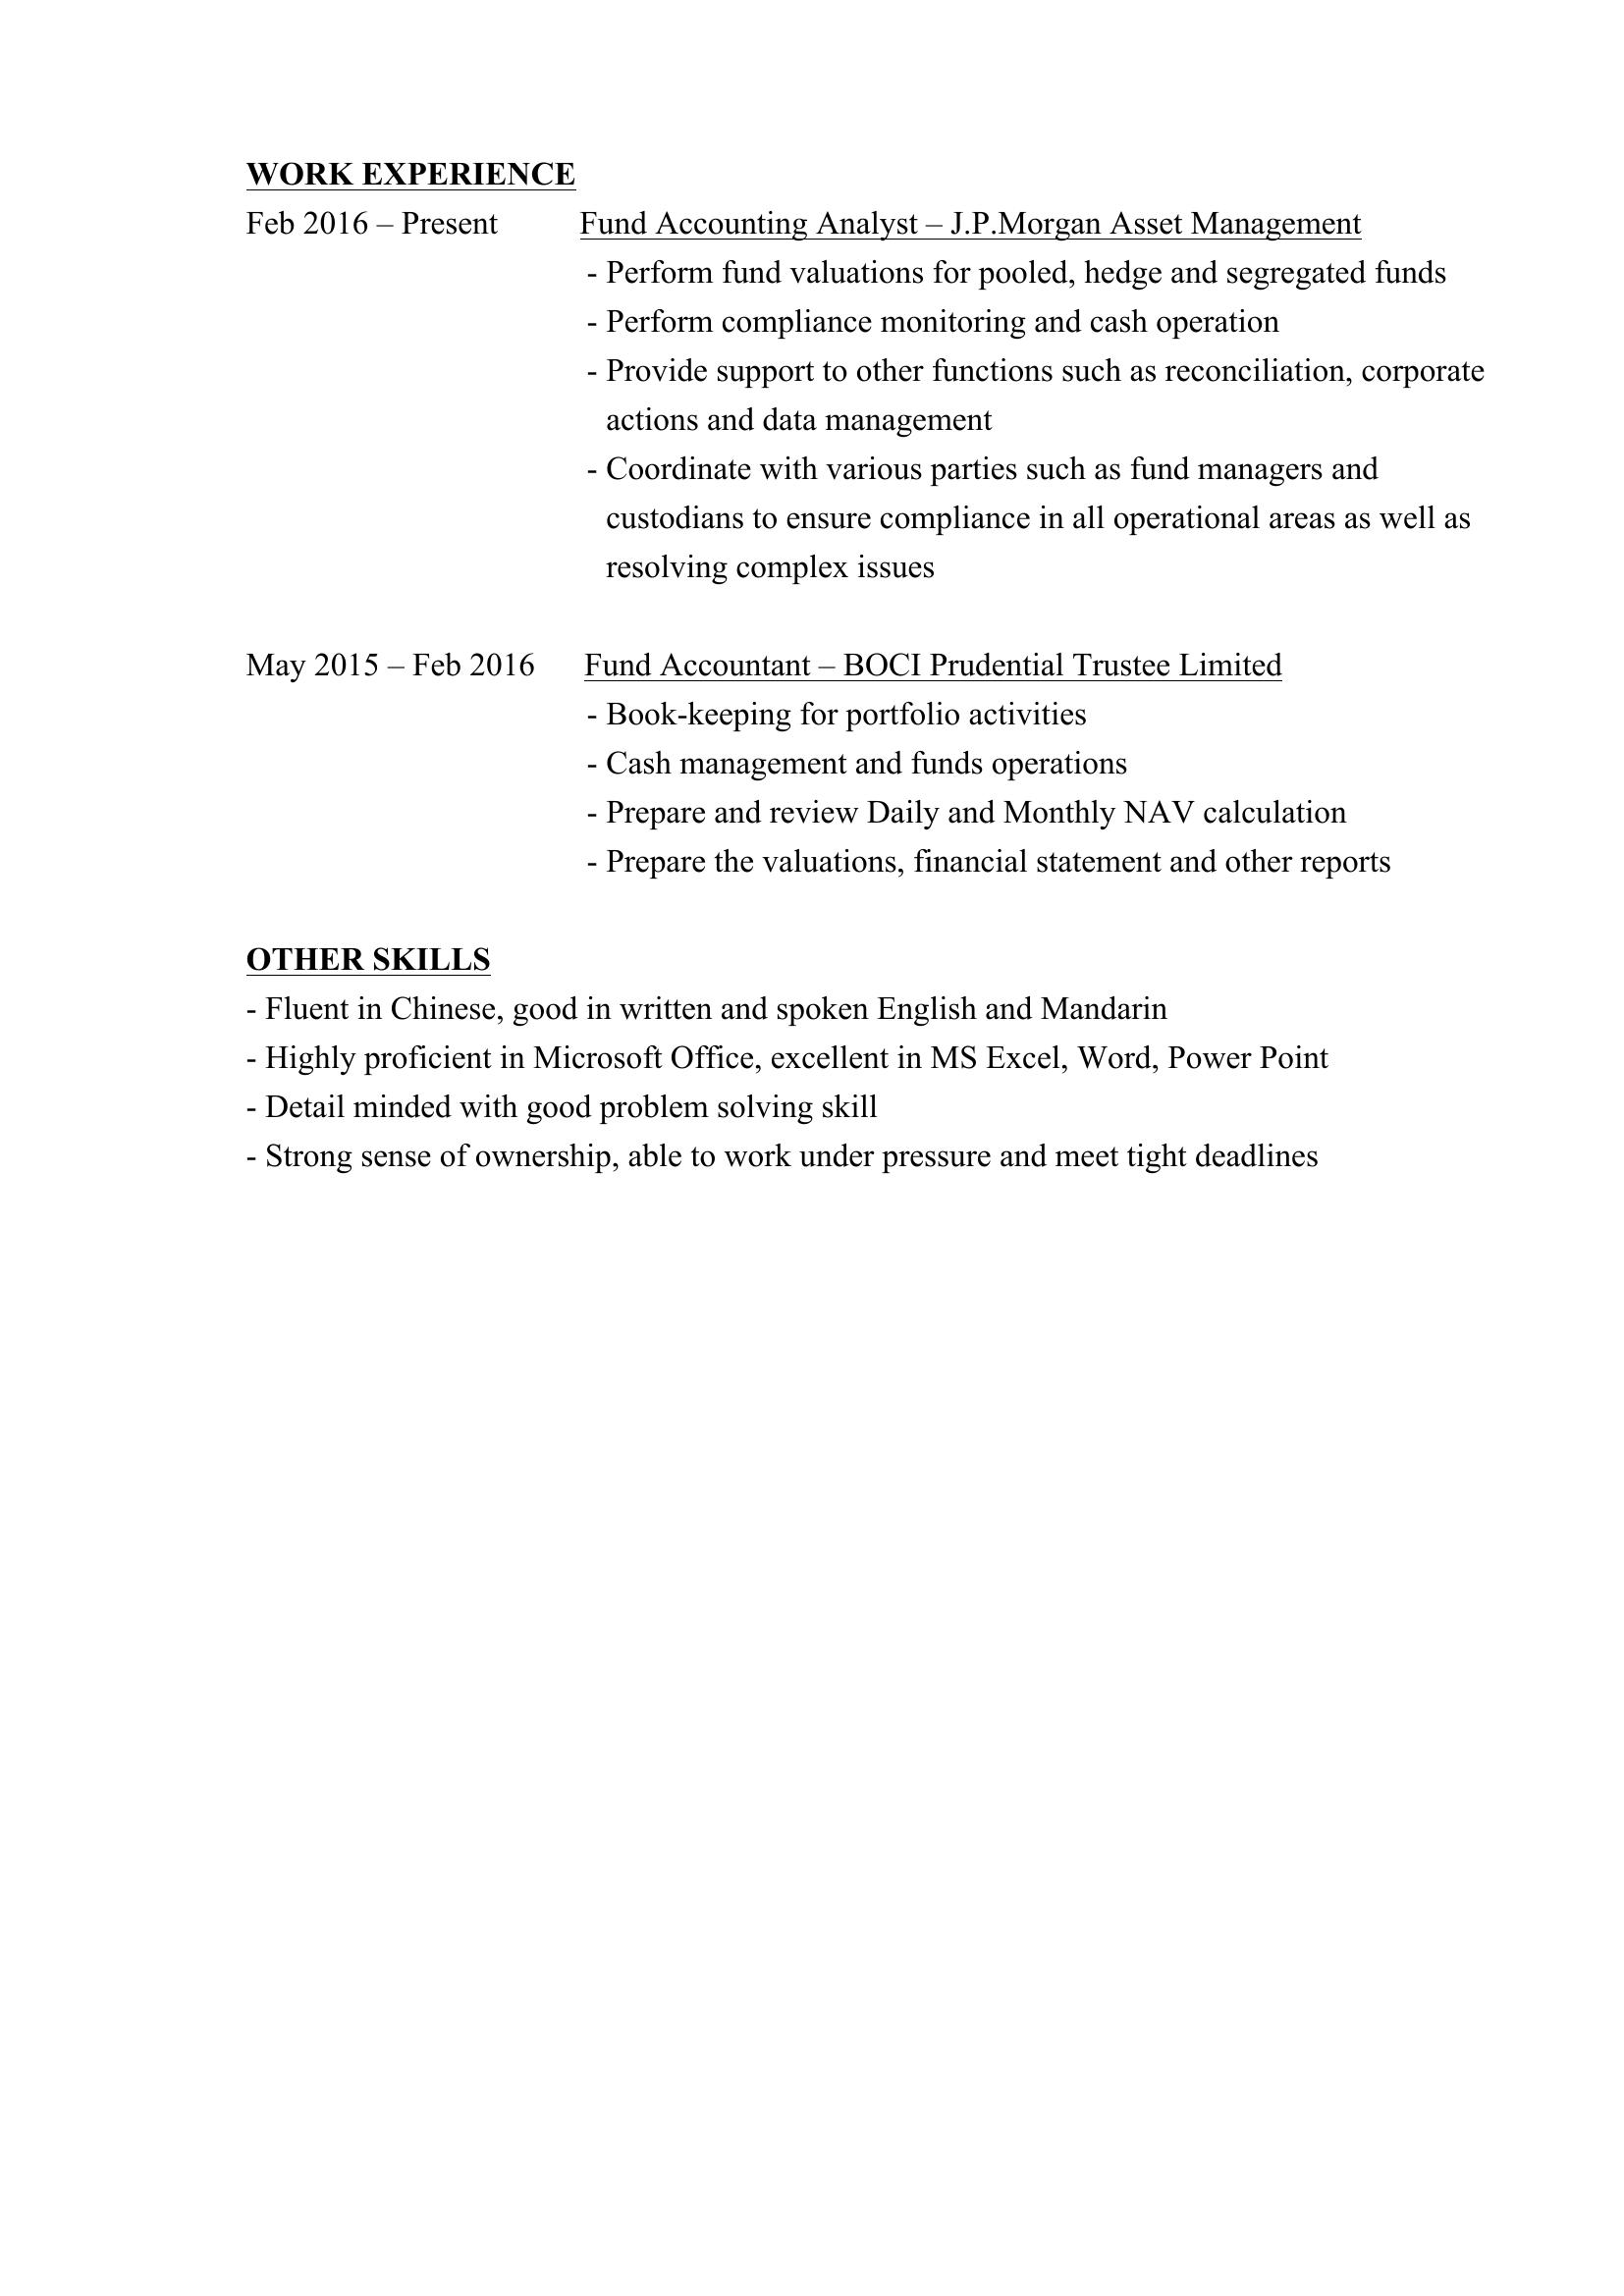 WORK EXPERIENCE
Feb 2016 – Present Fund Accounting Analyst – J.P.Morgan Asset Management
- Perform fund valuations for pooled, hedge and segregated funds
- Perform compliance monitoring and cash operation
- Provide support to other functions such as reconciliation, corporate
actions and data management
- Coordinate with various parties such as fund managers and
custodians to ensure compliance in all operational areas as well as
resolving complex issues
May 2015 – Feb 2016 Fund Accountant – BOCI Prudential Trustee Limited
- Book-keeping for portfolio activities
- Cash management and funds operations
- Prepare and review Daily and Monthly NAV calculation
- Prepare the valuations, financial statement and other reports
OTHER SKILLS
- Fluent in Chinese, good in written and spoken English and Mandarin
- Highly proficient in Microsoft Office, excellent in MS Excel, Word, Power Point
- Detail minded with good problem solving skill
- Strong sense of ownership, able to work under pressure and meet tight deadlines